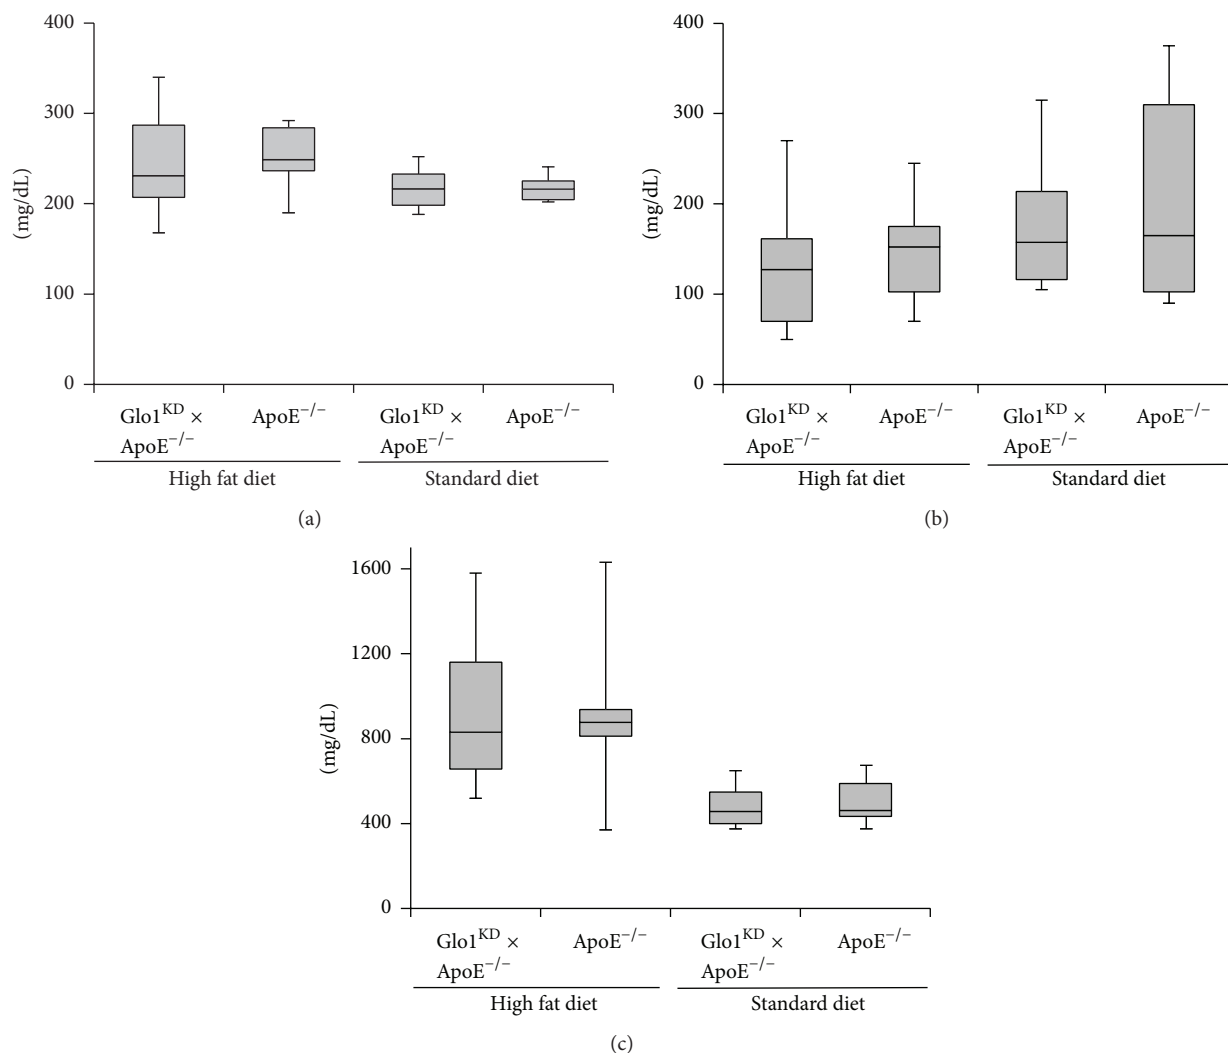 400
300
200
100
0
(mg/dL)
Glo1^KD × ApoE^−/−
ApoE^−/−
Glo1^KD × ApoE^−/−
ApoE^−/−
High fat diet
Standard diet
(a)
400
300
200
100
0
(mg/dL)
Glo1^KD × ApoE^−/−
ApoE^−/−
Glo1^KD × ApoE^−/−
ApoE^−/−
High fat diet
Standard diet
(b)
1600
1200
800
400
0
(mg/dL)
Glo1^KD × ApoE^−/−
ApoE^−/−
Glo1^KD × ApoE^−/−
ApoE^−/−
High fat diet
Standard diet
(c)